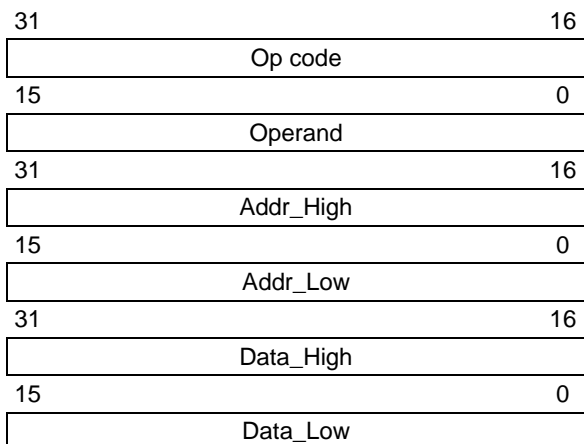 31 16
Op code
15 0
Operand
31 16
Addr_High
15 0
Addr_Low
31 16
Data_High
15 0
Data_Low